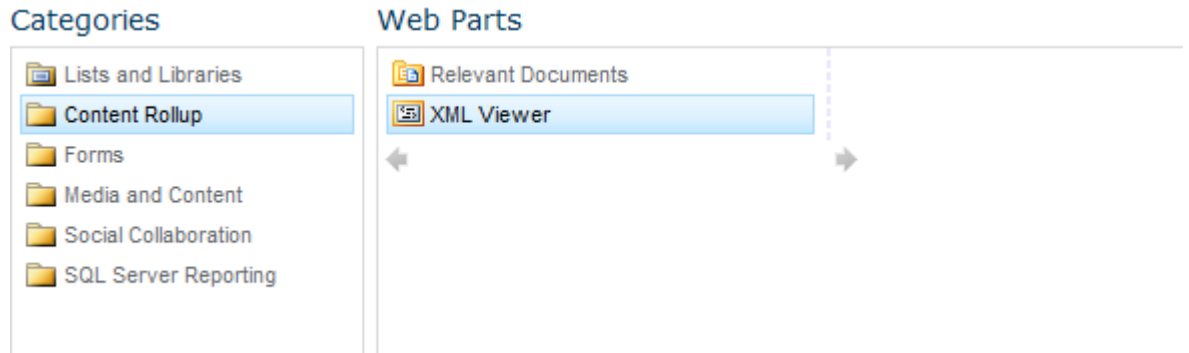 Categories
Lists and Libraries
Content Rollup
Forms
Media and Content
Social Collaboration
SQL Server Reporting
Web Parts
Relevant Documents
XML Viewer